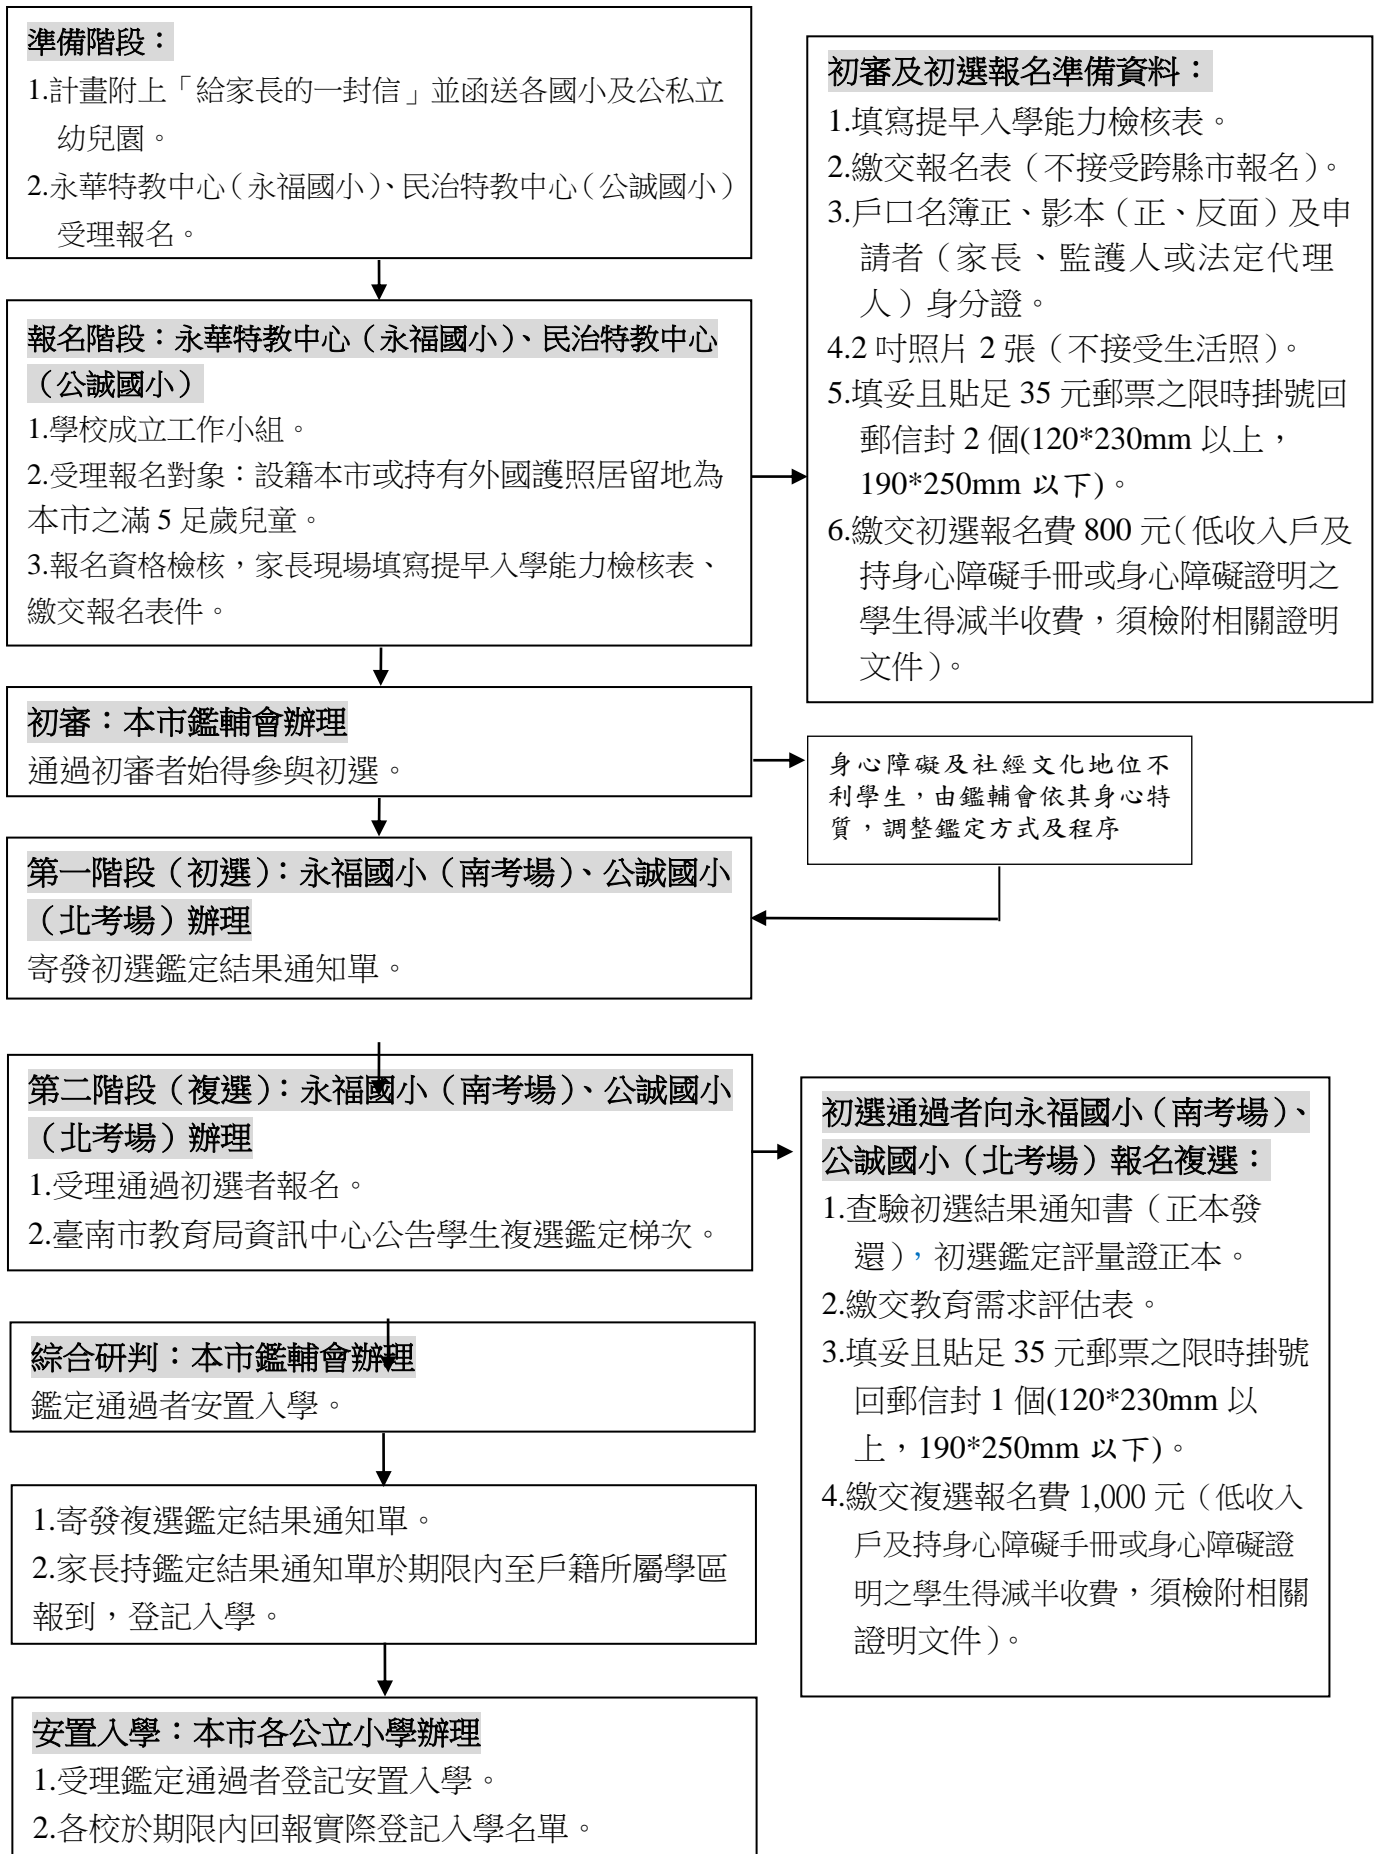 準備階段：
1.計畫附上「給家長的一封信」並函送各國小及公私立
幼兒園。
2.永華特教中心（永福國小）、民治特教中心（公誠國小）
受理報名。
初審及初選報名準備資料：
1.填寫提早入學能力檢核表。
2.繳交報名表（不接受跨縣市報名）。
3.戶口名簿正、影本（正、反面）及申
請者（家長、監護人或法定代理
人）身分證。
4.2 吋照片 2 張（不接受生活照）。
5.填妥且貼足 35 元郵票之限時掛號回
郵信封 2 個(120*230mm 以上，
190*250mm 以下)。
6.繳交初選報名費 800 元（低收入戶及
持身心障礙手冊或身心障礙證明之
學生得減半收費，須檢附相關證明
文件）。
報名階段：永華特教中心（永福國小）、民治特教中心
（公誠國小）
1.學校成立工作小組。
2.受理報名對象：設籍本市或持有外國護照居留地為
本市之滿 5 足歲兒童。
3.報名資格檢核，家長現場填寫提早入學能力檢核表、
繳交報名表件。
初審：本市鑑輔會辦理
通過初審者始得參與初選。
身心障礙及社經文化地位不
利學生，由鑑輔會依其身心特
質，調整鑑定方式及程序
第一階段（初選）：永福國小（南考場）、公誠國小
（北考場）辦理
寄發初選鑑定結果通知單。
第二階段（複選）：永福國小（南考場）、公誠國小
（北考場）辦理
1.受理通過初選者報名。
2.臺南市教育局資訊中心公告學生複選鑑定梯次。
初選通過者向永福國小（南考場）、
公誠國小（北考場）報名複選：
1.查驗初選結果通知書（正本發
還），初選鑑定評量證正本。
2.繳交教育需求評估表。
3.填妥且貼足 35 元郵票之限時掛號
回郵信封 1 個(120*230mm 以
上，190*250mm 以下)。
4.繳交複選報名費 1,000 元（低收入
戶及持身心障礙手冊或身心障礙證
明之學生得減半收費，須檢附相關
證明文件）。
綜合研判：本市鑑輔會辦理
鑑定通過者安置入學。
1.寄發複選鑑定結果通知單。
2.家長持鑑定結果通知單於期限內至戶籍所屬學區
報到，登記入學。
安置入學：本市各公立小學辦理
1.受理鑑定通過者登記安置入學。
2.各校於期限內回報實際登記入學名單。